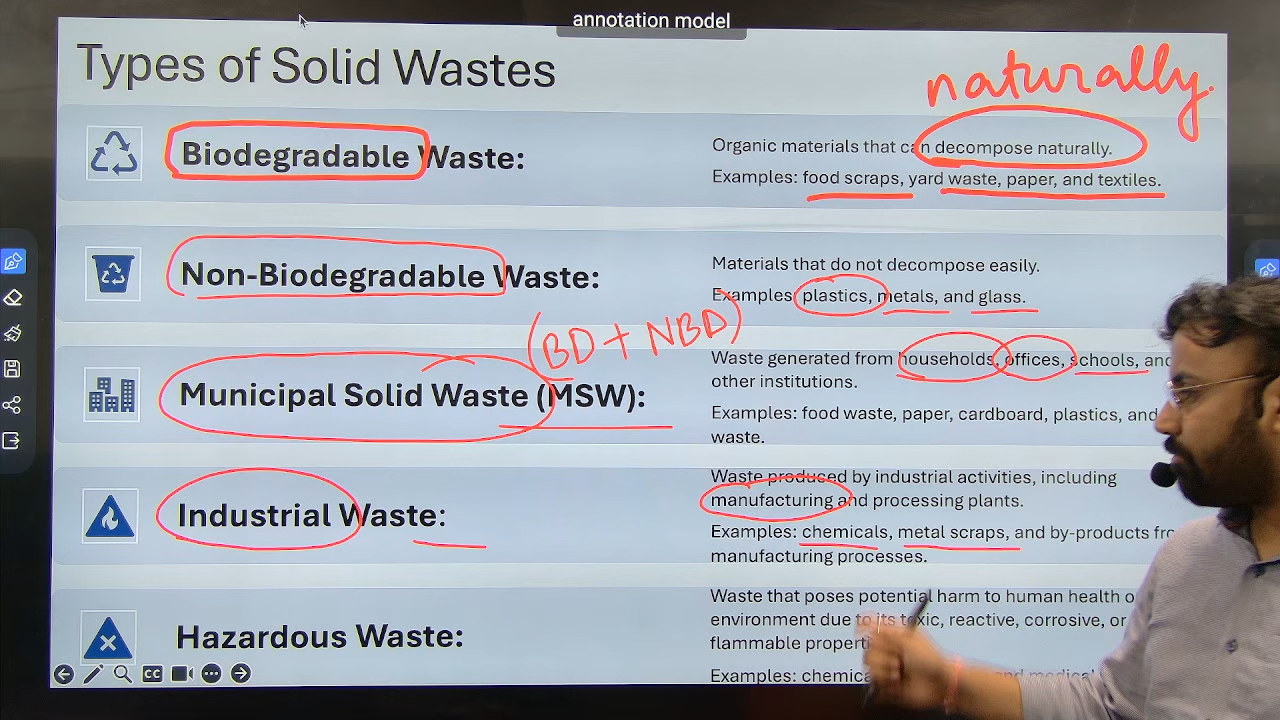 annotation model
Types of Solid Wastes
naturally.
Biodegradable Waste:
Organic materials that can decompose naturally.
Examples: food scraps, yard waste, paper, and textiles.
Non-Biodegradable Waste:
Materials that do not decompose easily.
Examples: plastics, metals, and glass.
(BD + NBD)
Municipal Solid Waste (MSW):
Waste generated from households, offices, schools, and
other institutions.
Examples: food waste, paper, cardboard, plastics, and
waste.
Industrial Waste:
Waste produced by industrial activities, including
manufacturing and processing plants.
Examples: chemicals, metal scraps, and by-products
manufacturing processes.
Hazardous Waste:
Waste that poses potential harm to human health
environment due to its toxic, reactive, corrosive, or
flammable
Examples: and
CC